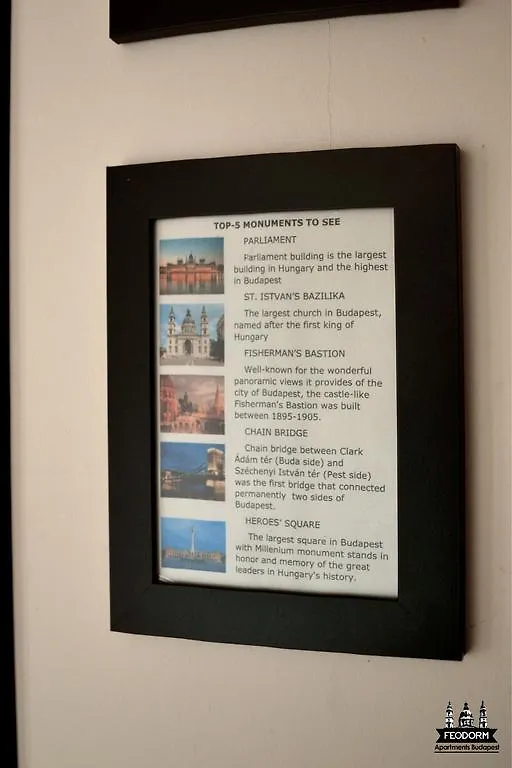 TOP-5 MONUMENTS TO SEE
PARLIAMENT
Parliament building is the largest
building in Hungary and the highest
in Budapest
ST. ISTVAN'S BAZILIKA
The largest church in Budapest,
named after the first king of
Hungary
FISHERMAN'S BASTION
Well-known for the wonderful
panoramic views it provides of the
city of Budapest, the castle-like
Fisherman's Bastion was built
between 1895-1905.
CHAIN BRIDGE
Chain bridge between Clark
Ádám tér (Buda side) and
Széchenyi István tér (Pest side)
was the first bridge that connected
permanently two sides of
Budapest.
HEROES' SQUARE
The largest square in Budapest
with Millenium monument stands in
honor and memory of the great
leaders in Hungary's history.
FEODORM
Apartments Budapest